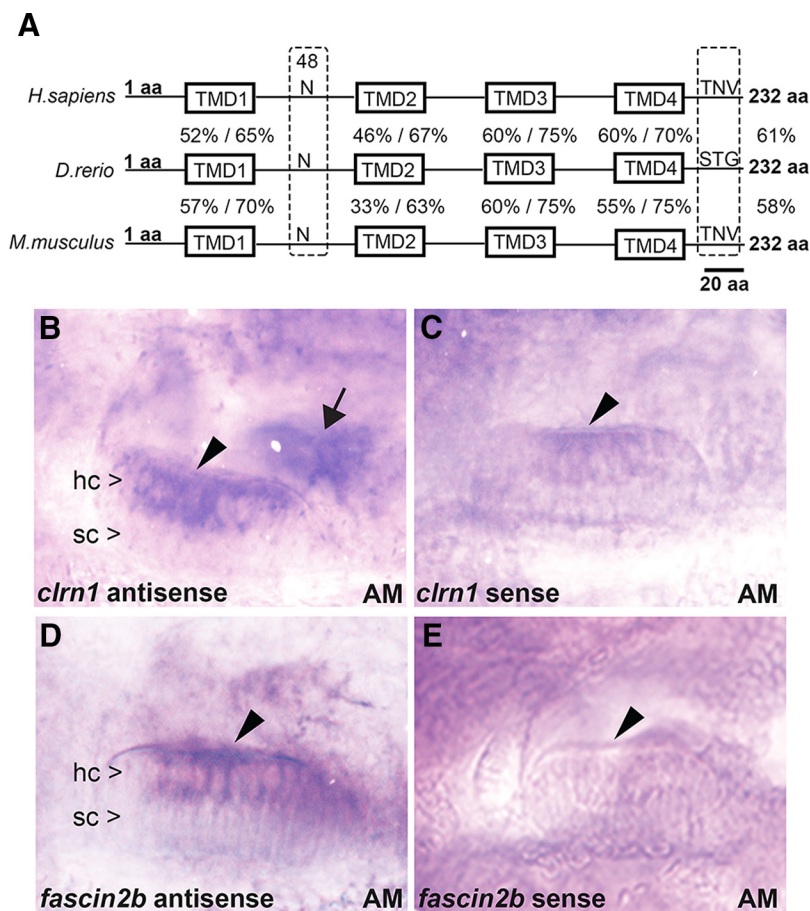 A
48
H.sapiens 1 aa TMD1 N TMD2 TMD3 TMD4 TNV 232 aa
52% / 65% 46% / 67% 60% / 75% 60% / 70% 61%
D.rerio 1 aa TMD1 N TMD2 TMD3 TMD4 STG 232 aa
57% / 70% 33% / 63% 60% / 75% 55% / 75% 58%
M.musculus 1 aa TMD1 N TMD2 TMD3 TMD4 TNV 232 aa
20 aa
B
hc >
sc >
clrn1 antisense AM
C
clrn1 sense AM
D
hc >
sc >
fascin2b antisense AM
E
fascin2b sense AM